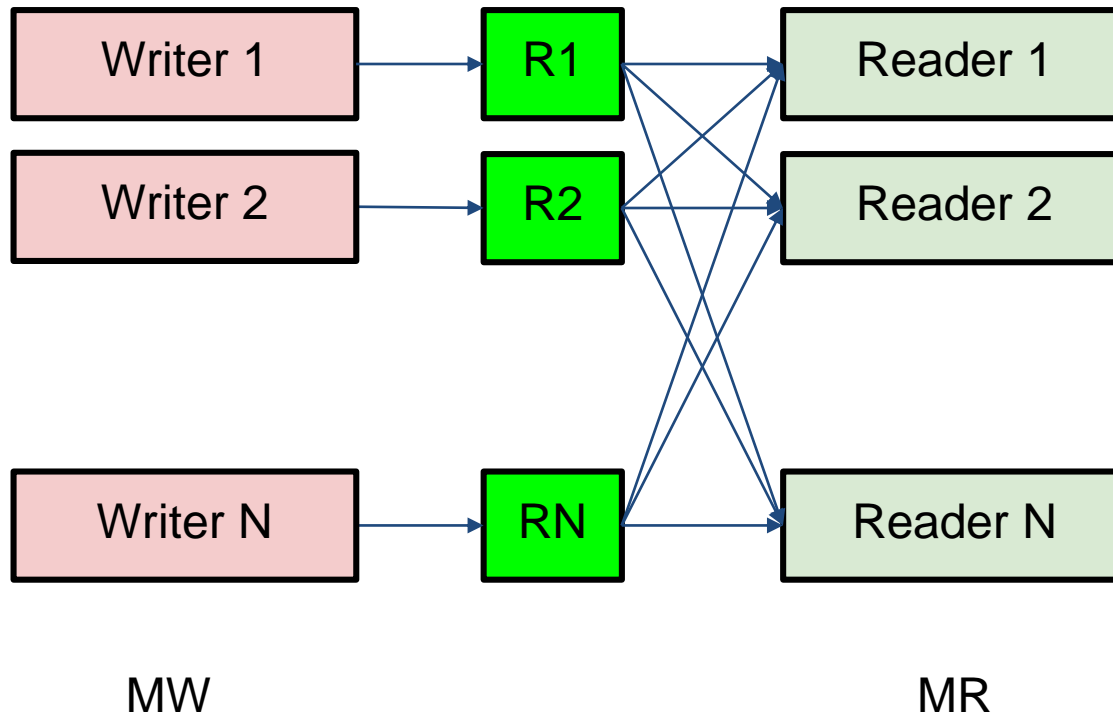 Writer 1 R1 Reader 1
Writer 2 R2 Reader 2
Writer N RN Reader N
MW MR